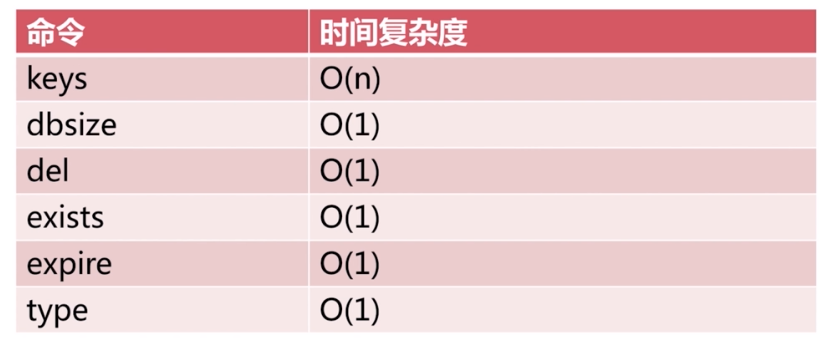 命令 时间复杂度
keys O(n)
dbsize O(1)
del O(1)
exists O(1)
expire O(1)
type O(1)